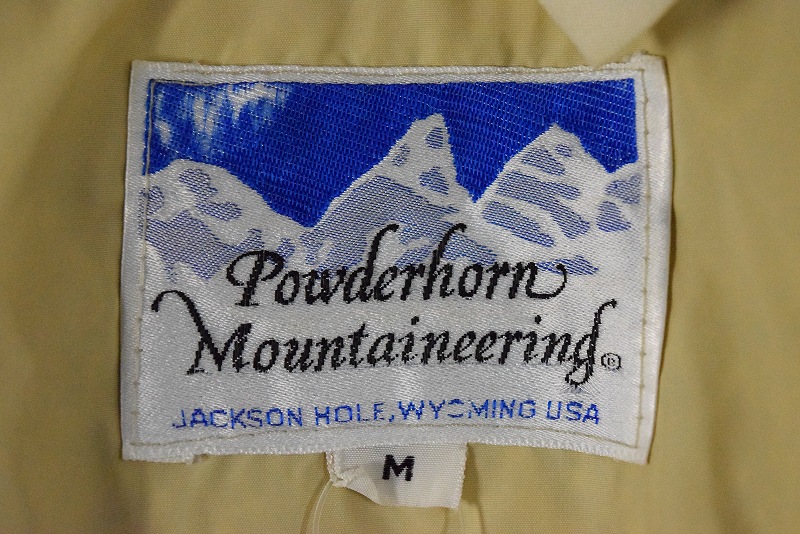 Powderhorn
Mountaineering®
JACKSON HOLE, WYOMING USA
M